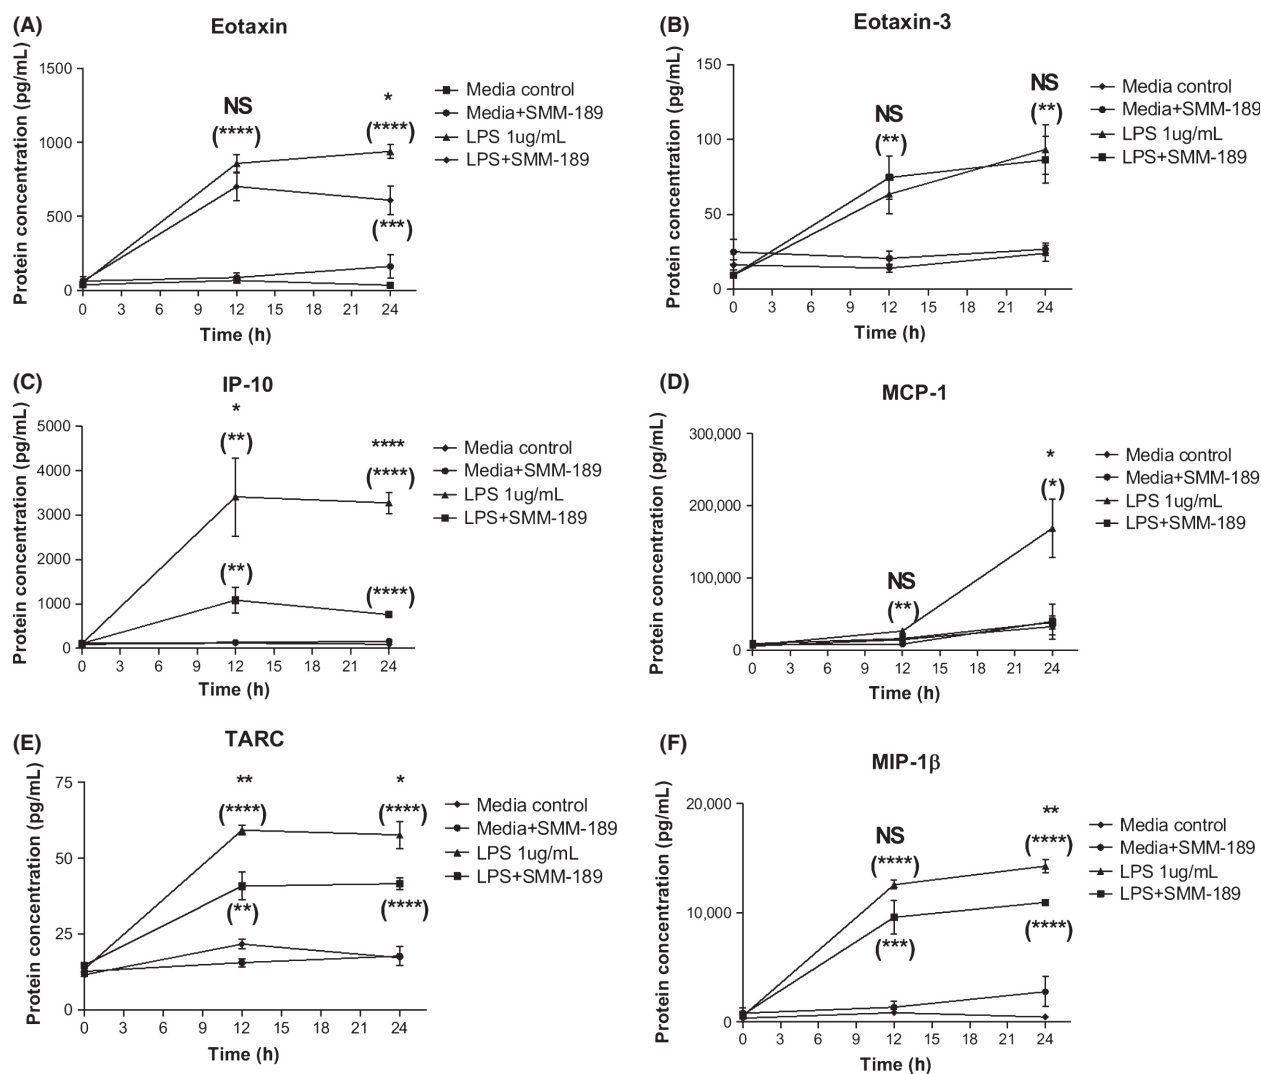 (A)
Eotaxin
Protein concentration (pg/mL)
1500
1000
500
0
0 3 6 9 12 15 18 21 24
Time (h)
NS
(****)
*
(****)
(***)
Media control
Media+SMM-189
LPS 1ug/mL
LPS+SMM-189
(B)
Eotaxin-3
Protein concentration (pg/mL)
150
100
50
0
0 3 6 9 12 15 18 21 24
Time (h)
NS
(**)
NS
(**)
Media control
Media+SMM-189
LPS 1ug/mL
LPS+SMM-189
(C)
IP-10
Protein concentration (pg/mL)
5000
4000
3000
2000
1000
0
0 3 6 9 12 15 18 21 24
Time (h)
*
(**)
****
(****)
(**)
(****)
Media control
Media+SMM-189
LPS 1ug/mL
LPS+SMM-189
(D)
MCP-1
Protein concentration (pg/mL)
300,000
200,000
100,000
0
0 3 6 9 12 15 18 21 24
Time (h)
NS
(**)
*
(*)
Media control
Media+SMM-189
LPS 1ug/mL
LPS+SMM-189
(E)
TARC
Protein concentration (pg/mL)
75
50
25
0
0 3 6 9 12 15 18 21 24
Time (h)
**
(****)
*
(****)
(**)
(****)
Media control
Media+SMM-189
LPS 1ug/mL
LPS+SMM-189
(F)
MIP-1β
Protein concentration (pg/mL)
20,000
10,000
0
0 3 6 9 12 15 18 21 24
Time (h)
NS
(****)
**
(****)
(***)
(****)
Media control
Media+SMM-189
LPS 1ug/mL
LPS+SMM-189